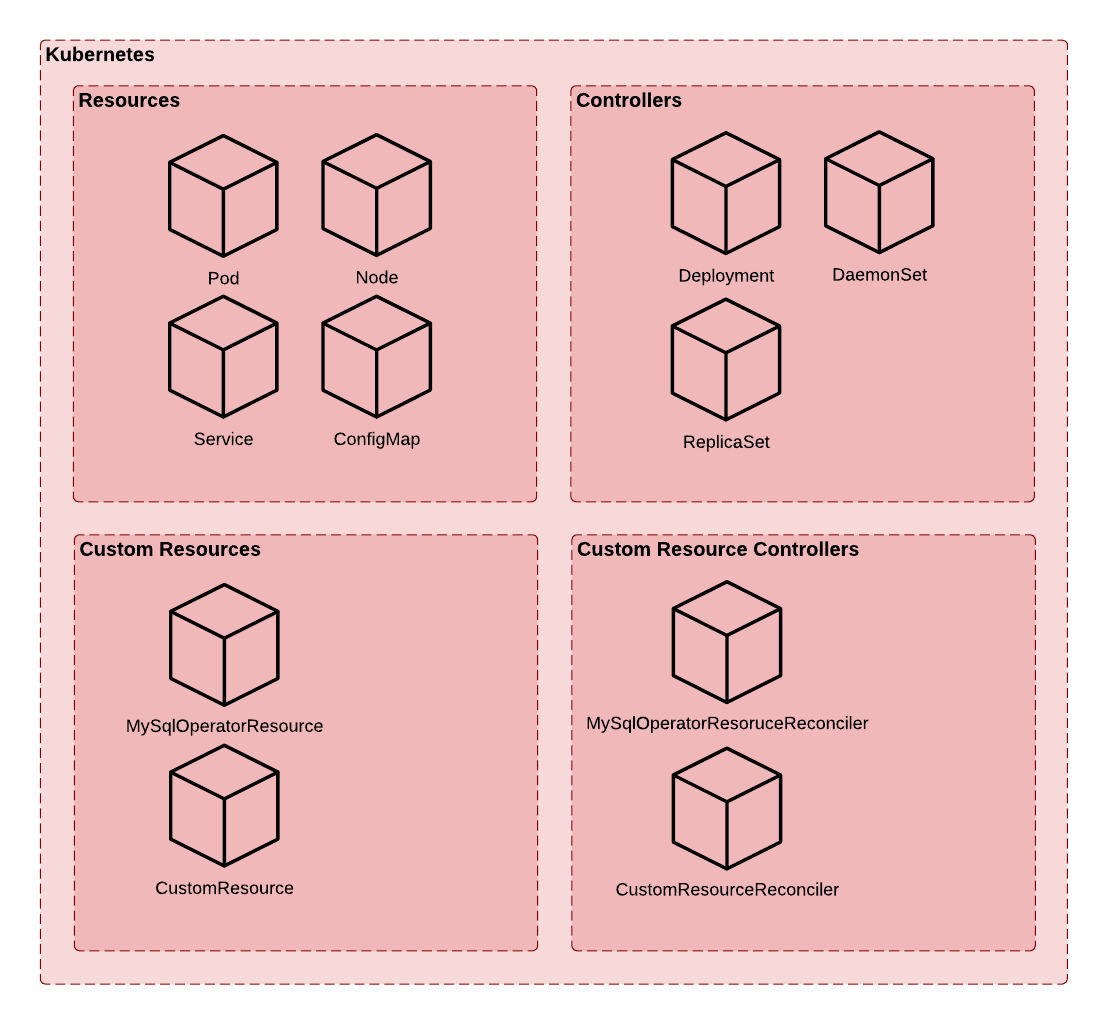 Kubernetes
Resources
Pod
Node
Service
ConfigMap
Controllers
Deployment
DaemonSet
ReplicaSet
Custom Resources
MySqlOperatorResource
CustomResource
Custom Resource Controllers
MySqlOperatorResoruceReconciler
CustomResourceReconciler